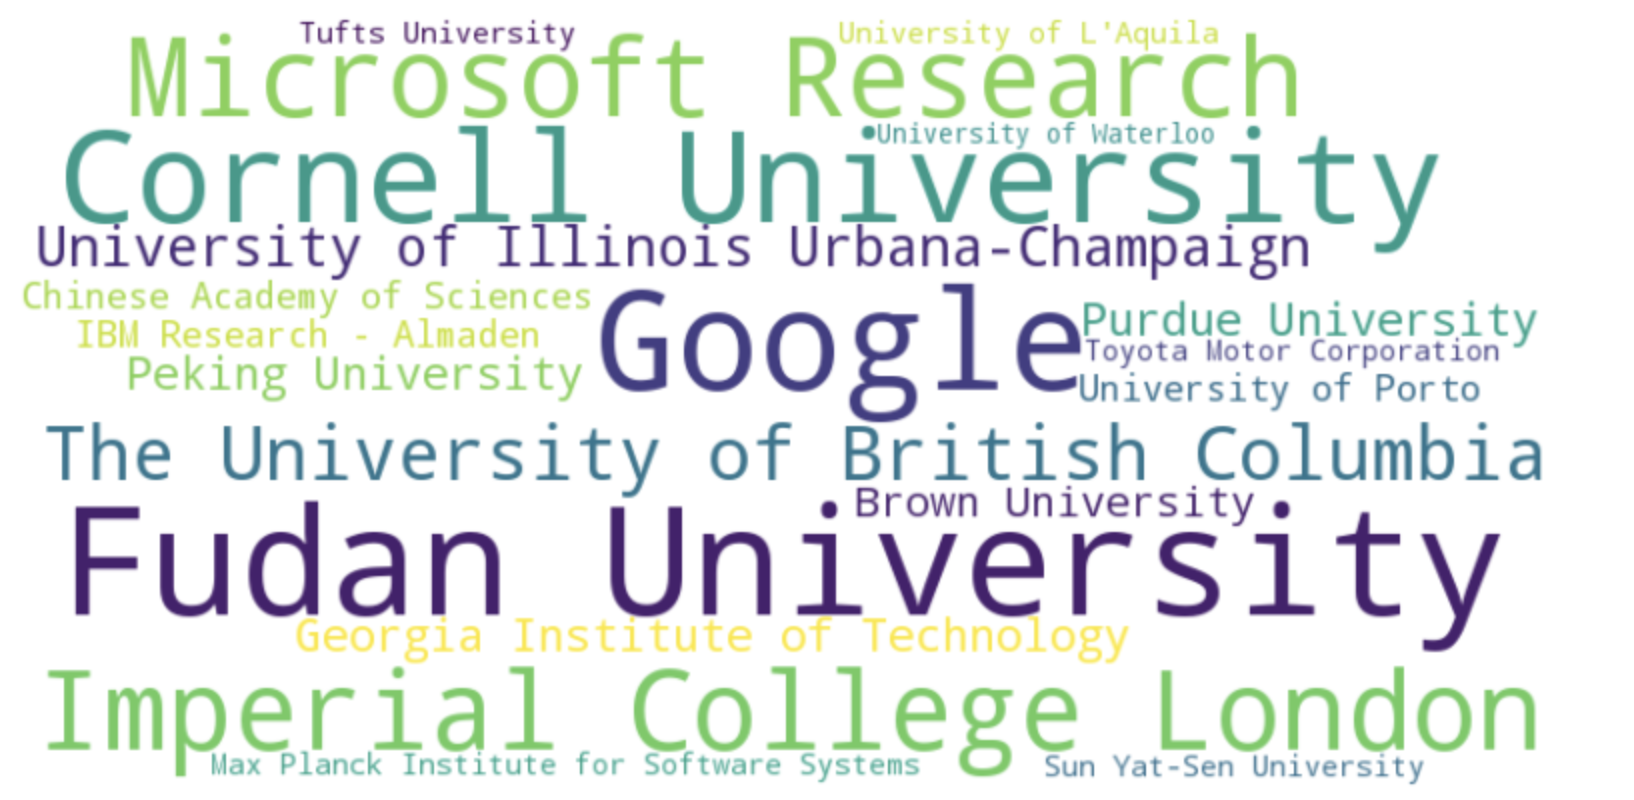 Tufts University
University of L'Aquila
Microsoft Research
University of Waterloo
Cornell University
University of Illinois Urbana-Champaign
Chinese Academy of Sciences
IBM Research - Almaden
Peking University
Google
Purdue University
Toyota Motor Corporation
University of Porto
The University of British Columbia
Brown University
Fudan University
Georgia Institute of Technology
Imperial College London
Max Planck Institute for Software Systems
Sun Yat-Sen University